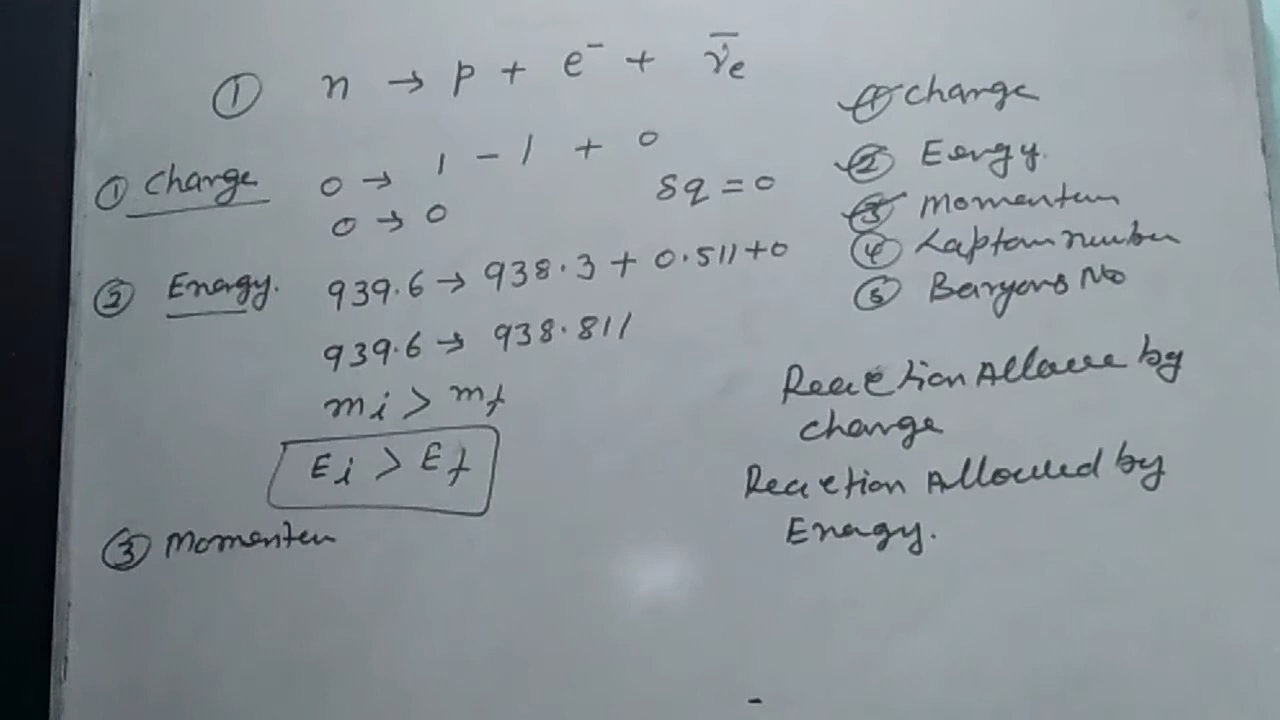 ① n → p + e⁻ + ν̄e
① Charge 0 → 1 - 1 + 0
0 → 0 δq = 0
② Energy. 939.6 → 938.3 + 0.511 + 0
939.6 → 938.811
mi > mf
Ei > Ef
③ Momentum
① Charge
② Energy.
③ Momentum
④ Laptom number
⑤ Baryons No
Reaction Allowe by
charge
Reaction Allowed by
Energy.